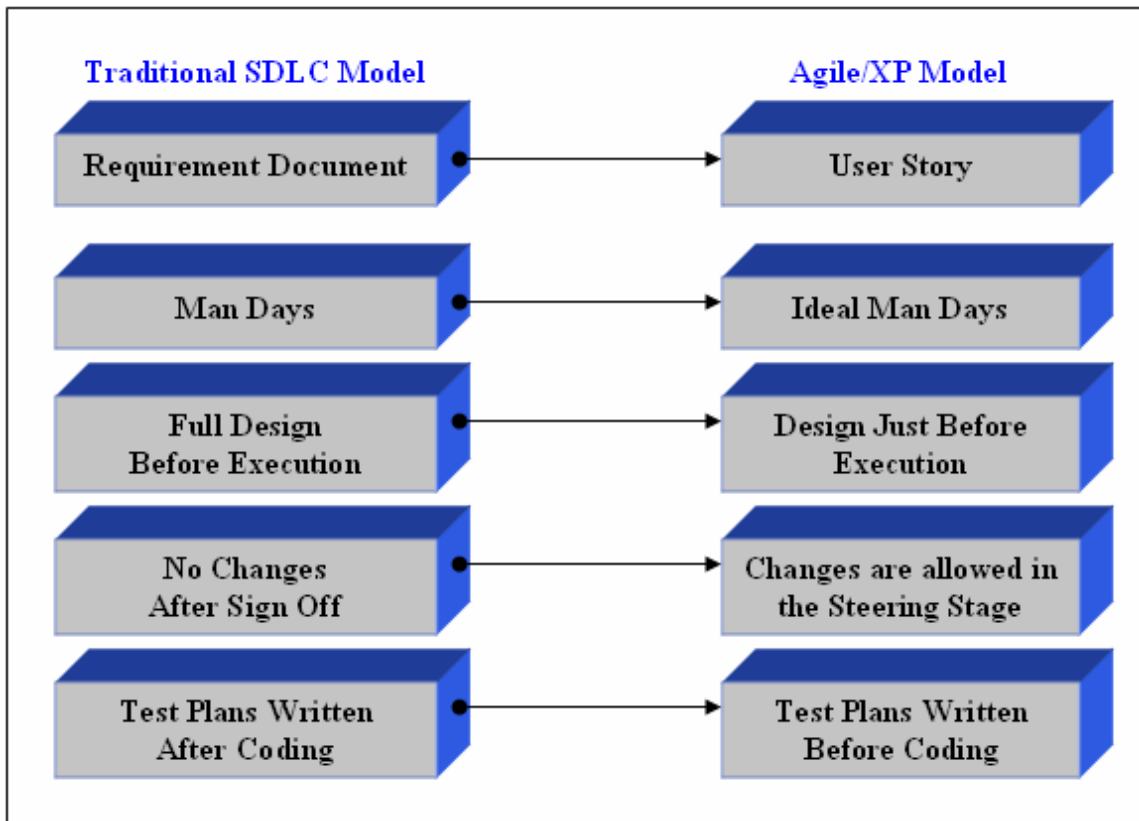 Traditional SDLC Model
Agile/XP Model
Requirement Document
User Story
Man Days
Ideal Man Days
Full Design
Before Execution
Design Just Before
Execution
No Changes
After Sign Off
Changes are allowed in
the Steering Stage
Test Plans Written
After Coding
Test Plans Written
Before Coding